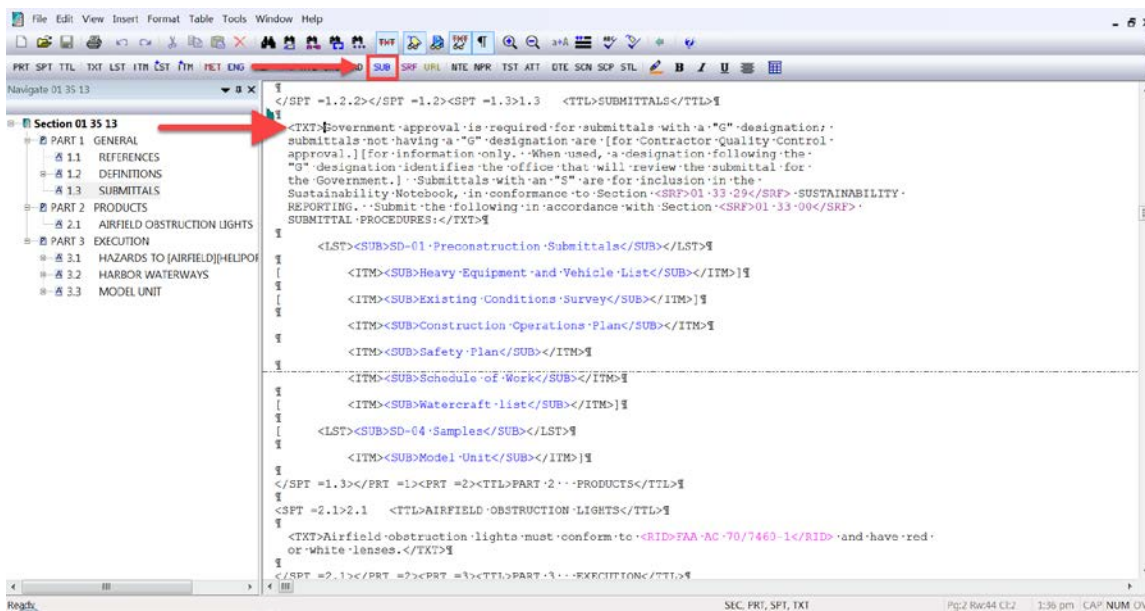 File Edit View Insert Format Table Tools Window Help
PRT SPT TTL TXT LST ITM LST ITM MET ENG SUB SRF URL NTE NPR TST ATT DTE SCN SCP STL B I U
Navigate 01 35 13
Section 01 35 13
PART 1 GENERAL
1.1 REFERENCES
1.2 DEFINITIONS
1.3 SUBMITTALS
PART 2 PRODUCTS
2.1 AIRFIELD OBSTRUCTION LIGHTS
PART 3 EXECUTION
3.1 HAZARDS TO [AIRFIELD][HELIPOR
3.2 HARBOR WATERWAYS
3.3 MODEL UNIT
¶
</SPT =1.2.2></SPT =1.2><SPT =1.3>1.3 <TTL>SUBMITTALS</TTL>¶
¶
<TXT>Government·approval·is·required·for·submittals·with·a·"G"·designation;·
submittals·not·having·a·"G"·designation·are·[for·Contractor·Quality·Control·
approval.][for·information·only.··When·used,·a·designation·following·the·
"G"·designation·identifies·the·office·that·will·review·the·submittal·for·
the·Government.]··Submittals·with·an·"S"·are·for·inclusion·in·the·
Sustainability·Notebook,·in·conformance·to·Section·<SRF>01·33·29</SRF>·SUSTAINABILITY·
REPORTING.··Submit·the·following·in·accordance·with·Section·<SRF>01·33·00</SRF>·
SUBMITTAL·PROCEDURES:</TXT>¶
¶
<LST><SUB>SD-01·Preconstruction·Submittals</SUB></LST>¶
¶
[ <ITM><SUB>Heavy·Equipment·and·Vehicle·List</SUB></ITM>]¶
¶
[ <ITM><SUB>Existing·Conditions·Survey</SUB></ITM>]¶
¶
<ITM><SUB>Construction·Operations·Plan</SUB></ITM>¶
¶
<ITM><SUB>Safety·Plan</SUB></ITM>¶
¶
<ITM><SUB>Schedule·of·Work</SUB></ITM>¶
¶
[ <ITM><SUB>Watercraft·list</SUB></ITM>]¶
¶
[ <LST><SUB>SD-04·Samples</SUB></LST>¶
¶
<ITM><SUB>Model·Unit</SUB></ITM>]¶
¶
</SPT =1.3></PRT =1><PRT =2><TTL>PART·2···PRODUCTS</TTL>¶
¶
<SPT =2.1>2.1 <TTL>AIRFIELD·OBSTRUCTION·LIGHTS</TTL>¶
¶
<TXT>Airfield·obstruction·lights·must·conform·to·<RID>FAA·AC·70/7460-1</RID>·and·have·red·
or·white·lenses.</TXT>¶
¶
</SPT =2.1></PRT =2><PRT =3><TTL>PART·3···EXECUTION</TTL>¶
Ready SEC, PRT, SPT, TXT 1:36 pm CAP NUM